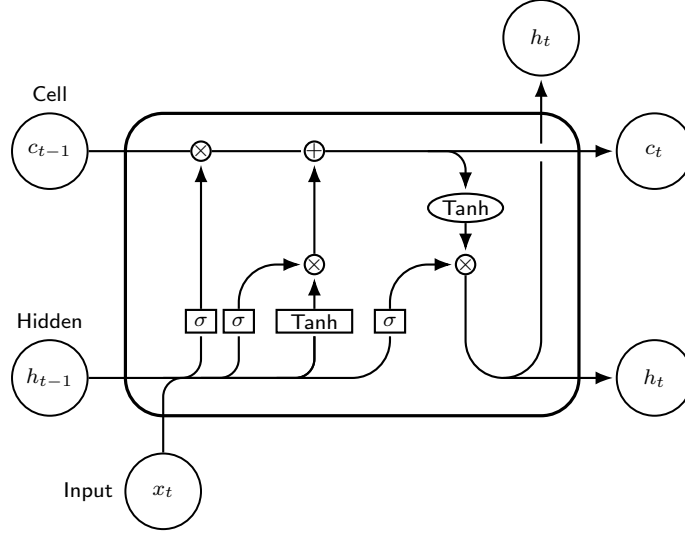 h_t
Cell
c_{t−1}
×
+
c_t
Tanh
×
×
Hidden
σ
σ
Tanh
σ
h_{t−1}
h_t
Input
x_t